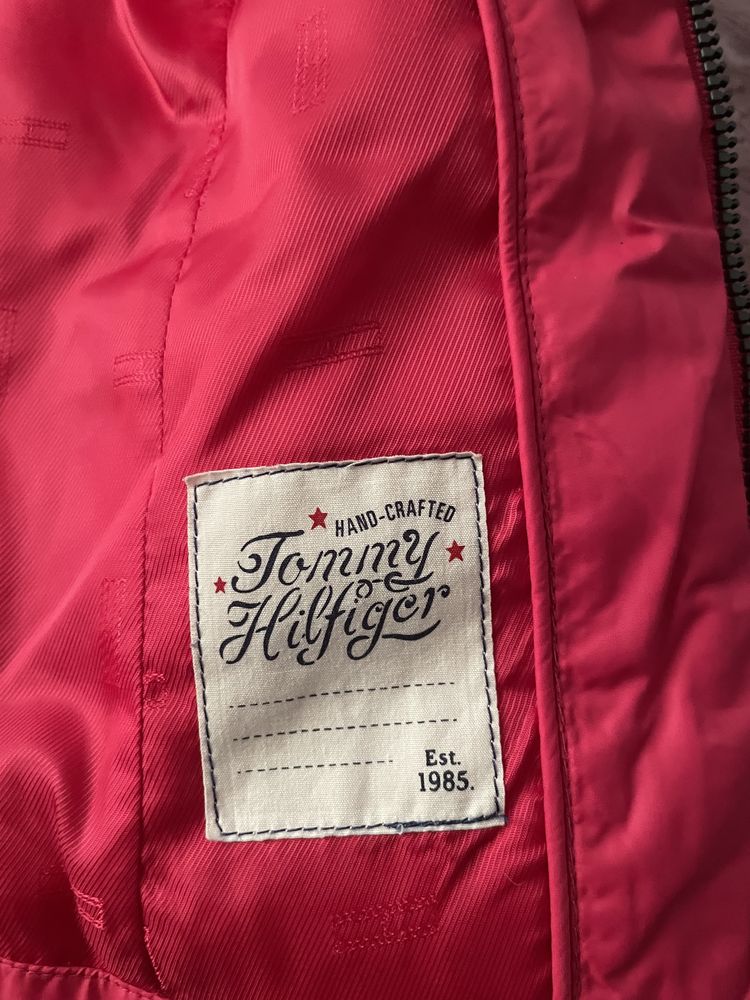 HAND-CRAFTED
Tommy
Hilfiger
Est.
1985.